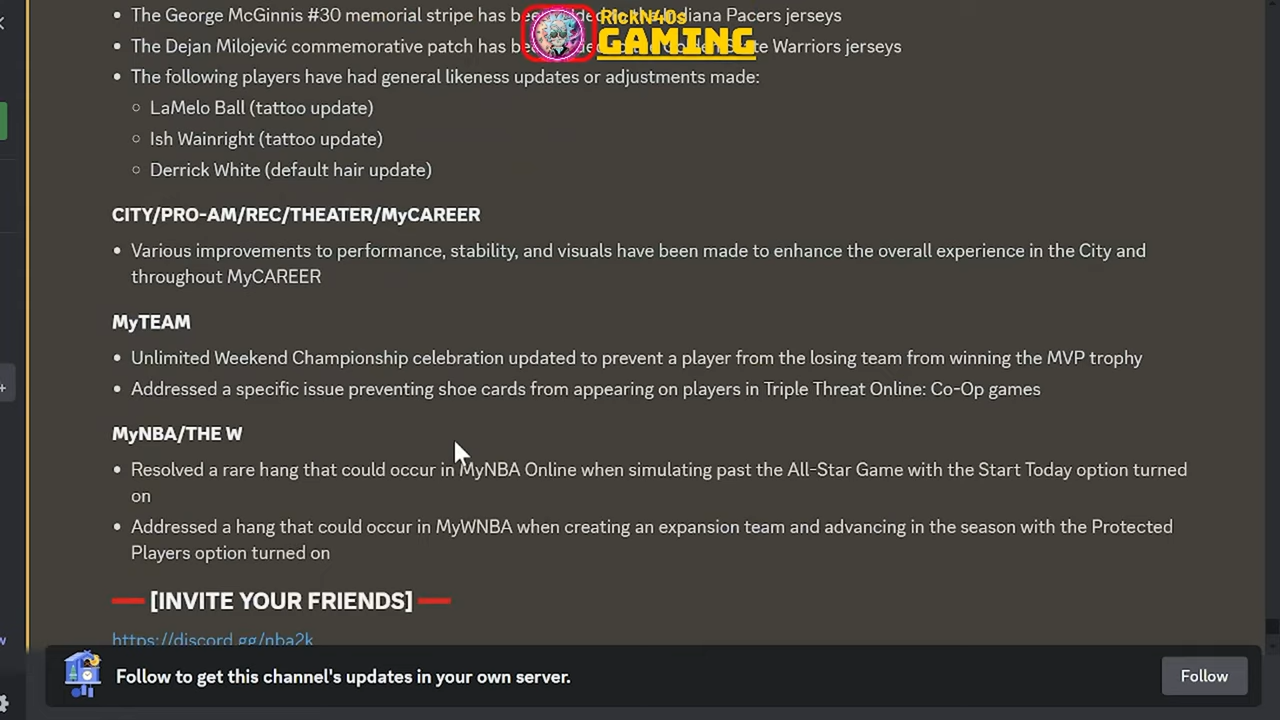 The George McGinnis #30 memorial stripe has been Indiana Pacers jerseys
RickN40s
The Dejan Milojević commemorative patch has State Warriors jerseys
GAMING
The following players have had general likeness updates or adjustments made:
LaMelo Ball (tattoo update)
Ish Wainright (tattoo update)
Derrick White (default hair update)
CITY/PRO-AM/REC/THEATER/MyCAREER
Various improvements to performance, stability, and visuals have been made to enhance the overall experience in the City and
throughout MyCAREER
MyTEAM
Unlimited Weekend Championship celebration updated to prevent a player from the losing team from winning the MVP trophy
Addressed a specific issue preventing shoe cards from appearing on players in Triple Threat Online: Co-Op games
MyNBA/THE W
Resolved a rare hang that could occur in MyNBA Online when simulating past the All-Star Game with the Start Today option turned
on
Addressed a hang that could occur in MyWNBA when creating an expansion team and advancing in the season with the Protected
Players option turned on
[INVITE YOUR FRIENDS]
https://discord.gg/nba2k
Follow to get this channel's updates in your own server.
Follow